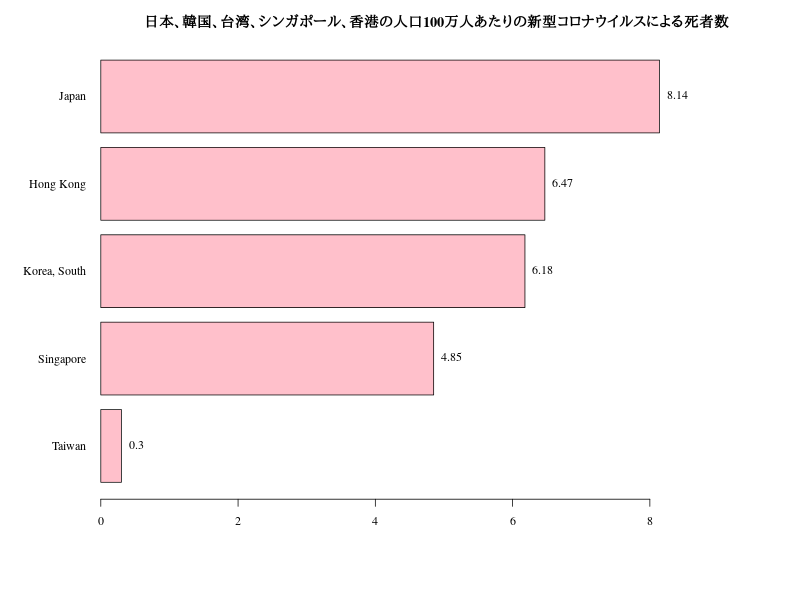 日本、韓国、台湾、シンガポール、香港の人口100万人あたりの新型コロナウイルスによる死者数
Japan
8.14
Hong Kong
6.47
Korea, South
6.18
Singapore
4.85
Taiwan
0.3
0 2 4 6 8